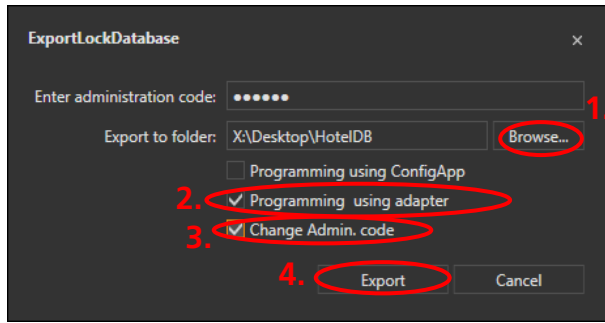 ExportLockDatabase ×
Enter administration code: ●●●●●●
Export to folder: X:\Desktop\HotelDB Browse... 1.
Programming using ConfigApp
2. Programming using adapter
3. Change Admin. code
4. Export Cancel